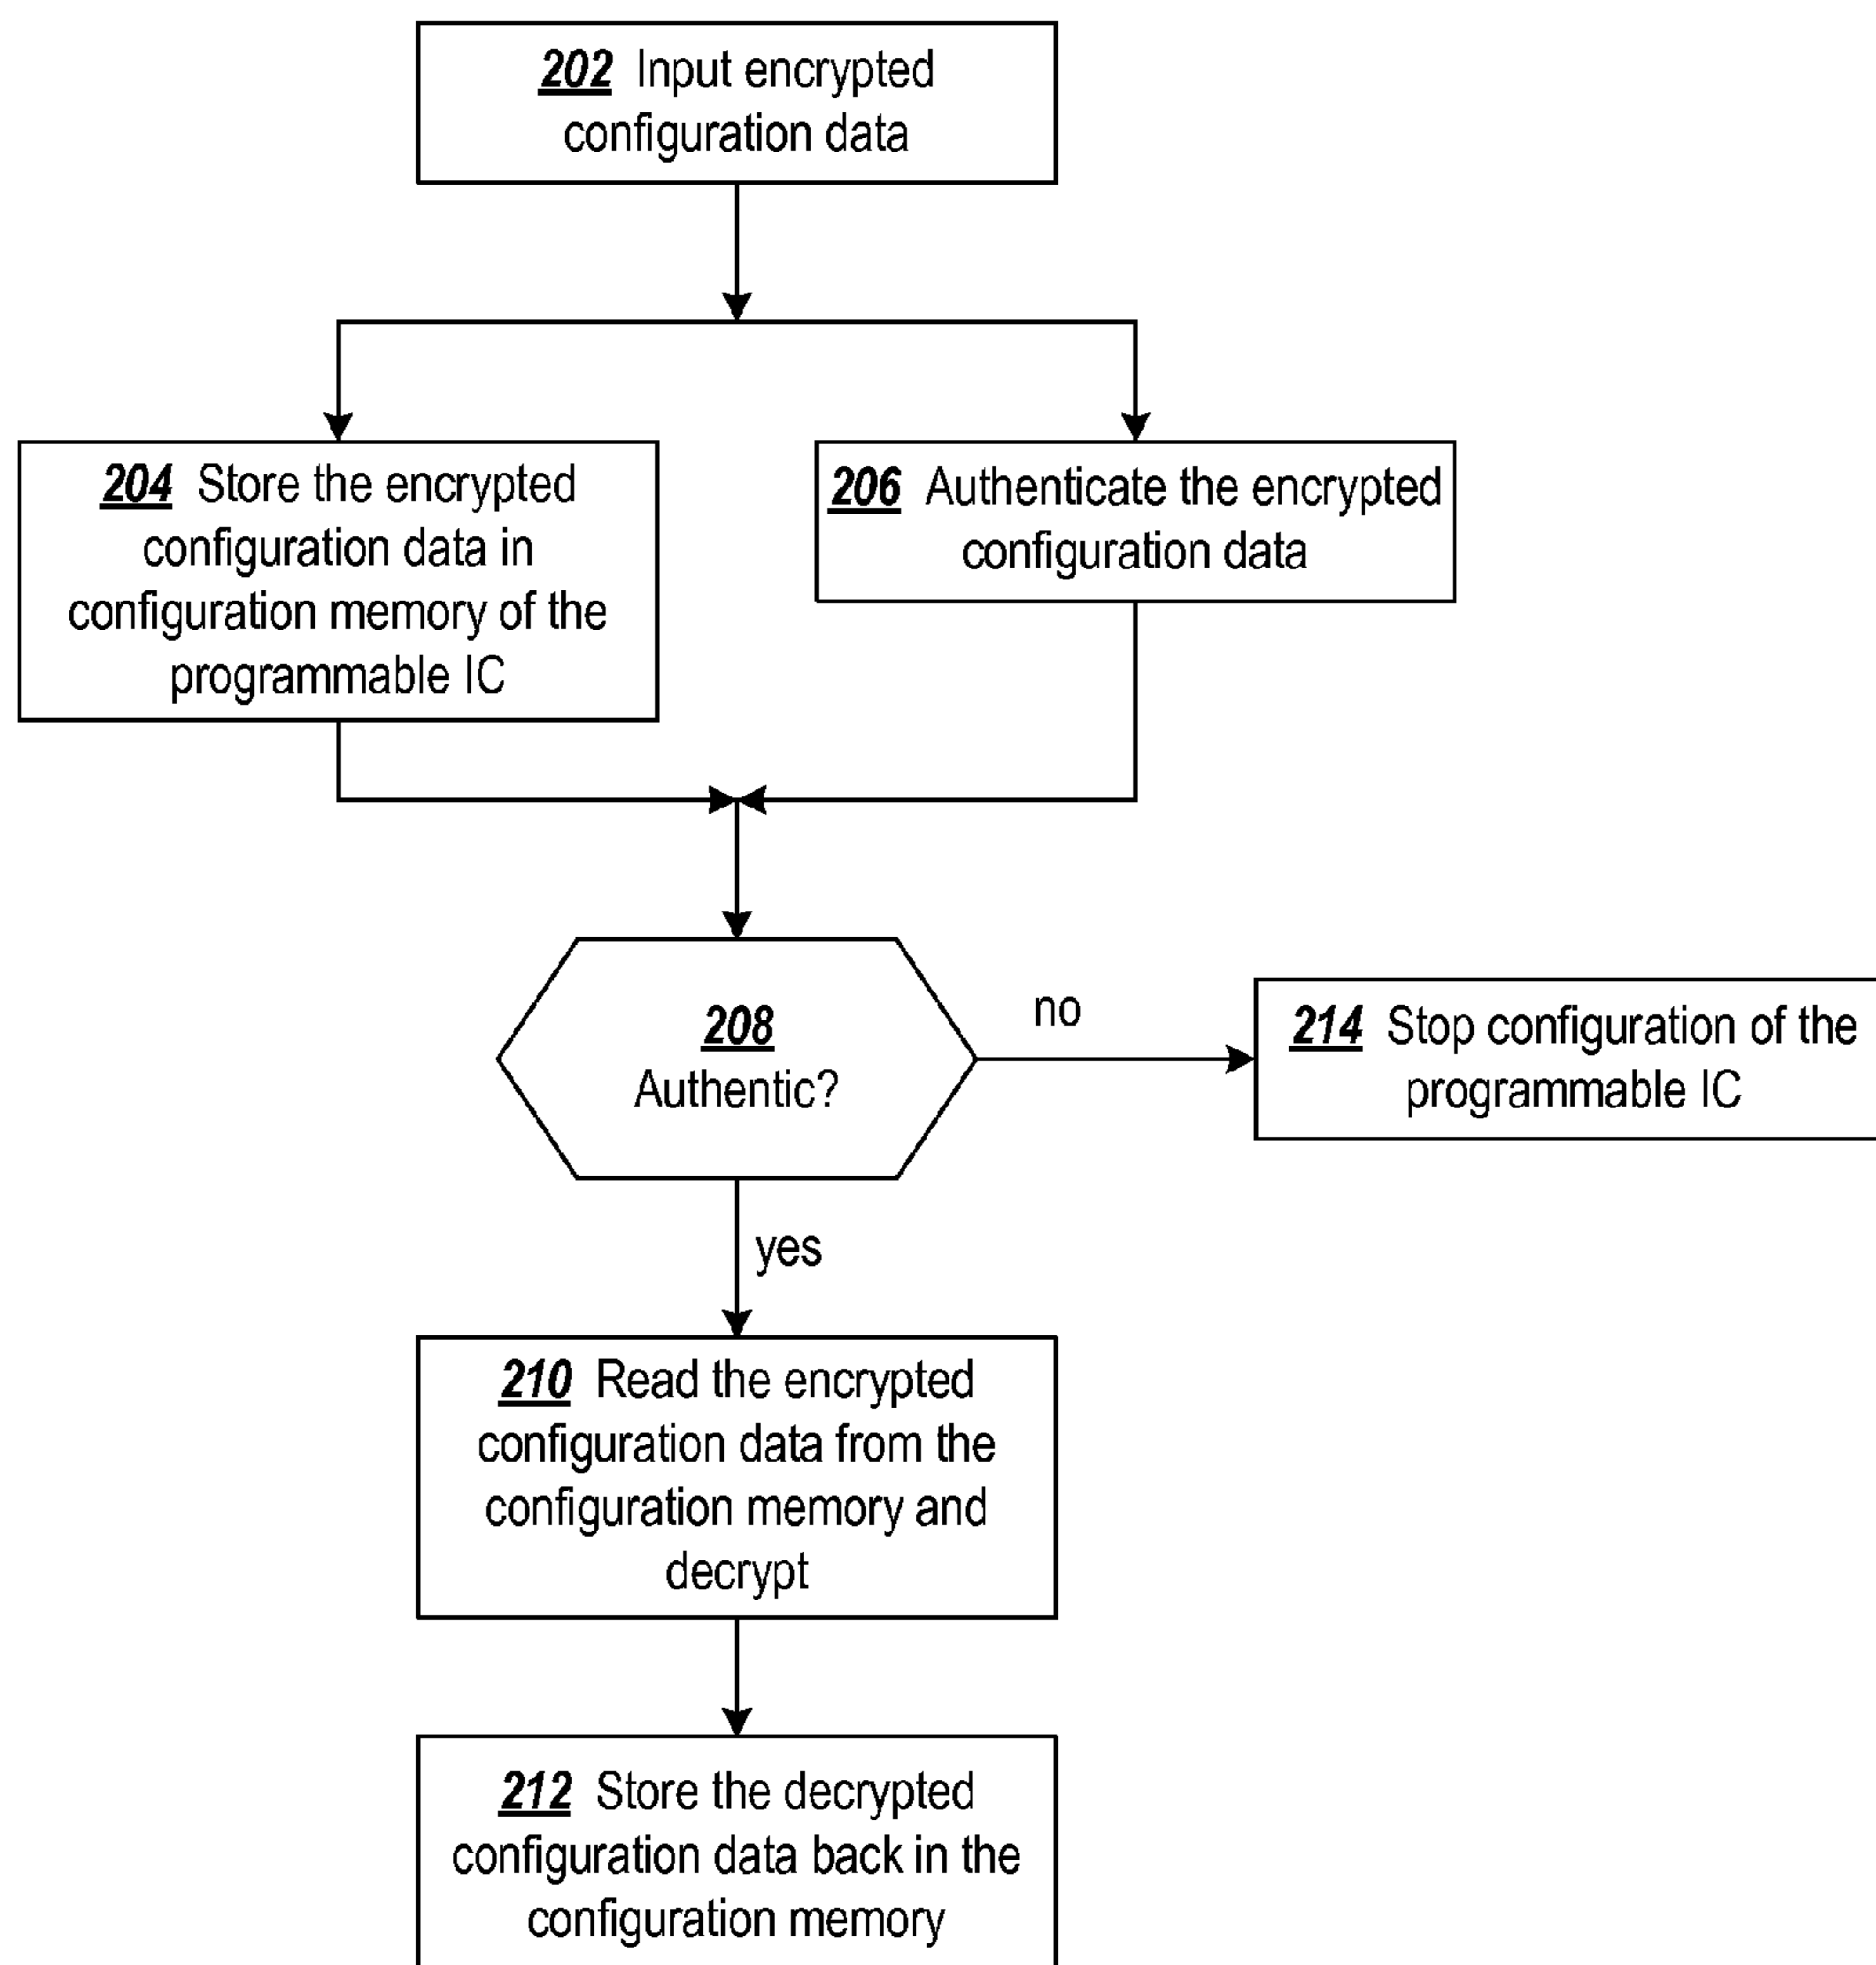 202 Input encrypted
configuration data
204 Store the encrypted
configuration data in
configuration memory of the
programmable IC
206 Authenticate the encrypted
configuration data
208
Authentic?
no
214 Stop configuration of the
programmable IC
yes
210 Read the encrypted
configuration data from the
configuration memory and
decrypt
212 Store the decrypted
configuration data back in the
configuration memory